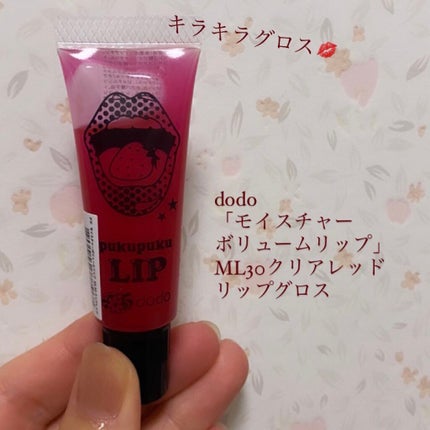 キラキラグロス💋
pukupuku
LIP
dodo
dodo
「モイスチャー
ボリュームリップ」
ML30クリアレッド
リップグロス